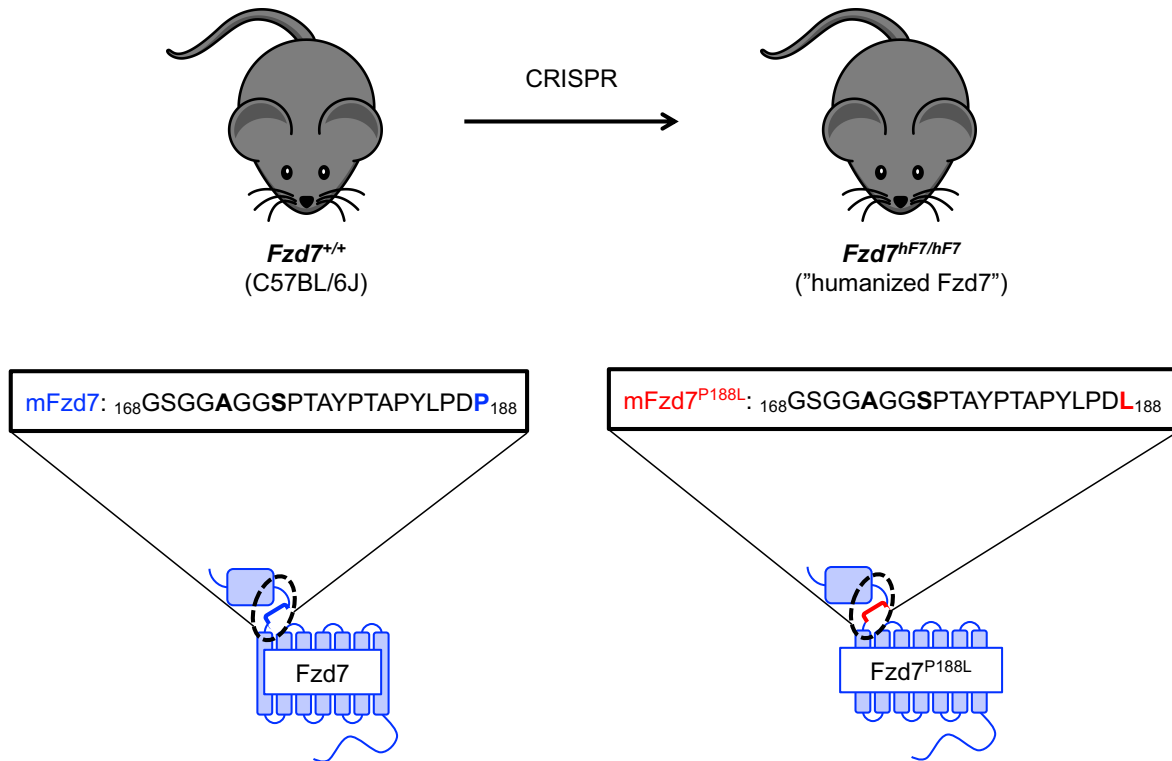 CRISPR
Fzd7+/+
(C57BL/6J)
Fzd7hF7/hF7
(”humanized Fzd7”)
mFzd7: 168GSGGAGGSPTAYPTAPYLPDP188
mFzd7P188L: 168GSGGAGGSPTAYPTAPYLPDL188
Fzd7
Fzd7P188L